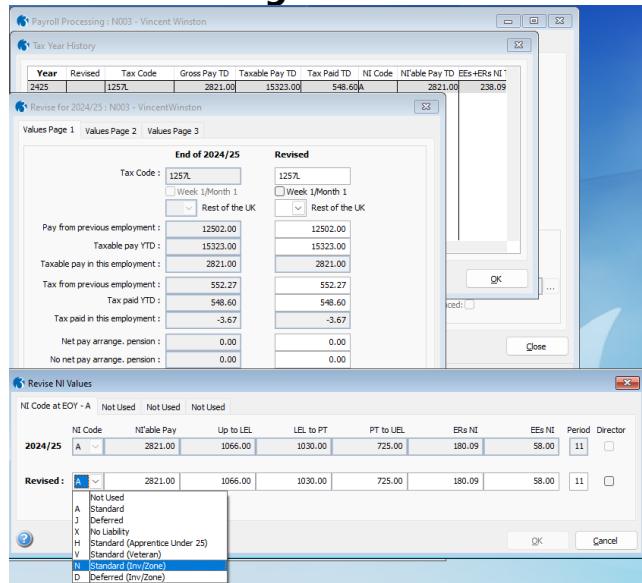 Payroll Processing : N003 - Vincent Winston
Tax Year History
Year Revised Tax Code Gross Pay TD Taxable Pay TD Tax Paid TD NI Code NI'able Pay TD EEs+ERs NI
2425 1257L 2821.00 15323.00 548.60 A 2821.00 238.09
Revise for 2024/25 : N003 - VincentWinston
Values Page 1 Values Page 2 Values Page 3
End of 2024/25 Revised
Tax Code : 1257L 1257L
Week 1/Month 1 Week 1/Month 1
Rest of the UK Rest of the UK
Pay from previous employment : 12502.00 12502.00
Taxable pay YTD : 15323.00 15323.00
Taxable pay in this employment : 2821.00 2821.00
OK
Tax from previous employment : 552.27 552.27
...
Tax paid YTD : 548.60 548.60
Tax paid in this employment : -3.67 -3.67
Net pay arrange. pension : 0.00 0.00
Close
No net pay arrange. pension : 0.00 0.00
Revise NI Values
NI Code at EOY - A Not Used Not Used Not Used
NI Code NI'able Pay Up to LEL LEL to PT PT to UEL ERs NI EEs NI Period Director
2024/25 A 2821.00 1066.00 1030.00 725.00 180.09 58.00 11
Revised : A 2821.00 1066.00 1030.00 725.00 180.09 58.00 11
Not Used
A Standard
J Deferred
X No Liability
H Standard (Apprentice Under 25)
V Standard (Veteran)
N Standard (Inv/Zone)
D Deferred (Inv/Zone)
? OK Cancel